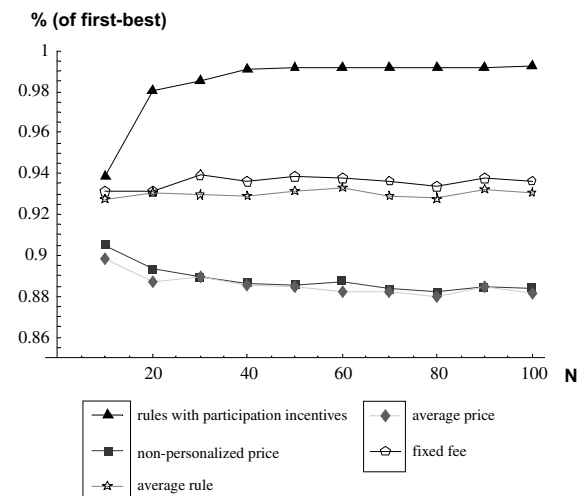 % (of first-best)
1
0.98
0.96
0.94
0.92
0.9
0.88
0.86
20 40 60 80 100 N
rules with participation incentives
average price
non-personalized price
fixed fee
average rule